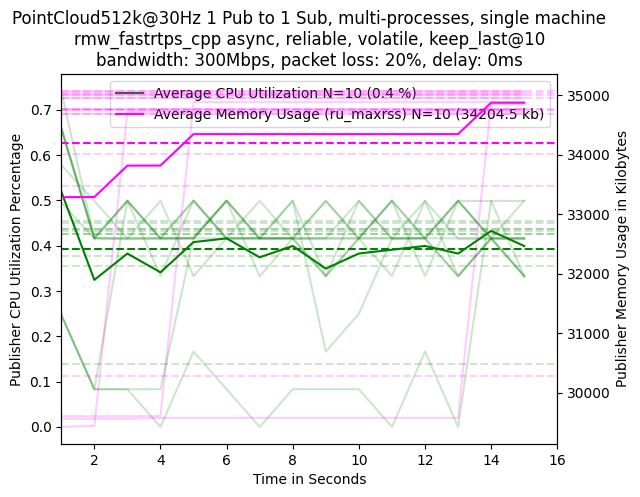 PointCloud512k@30Hz 1 Pub to 1 Sub, multi-processes, single machine
rmw_fastrtps_cpp async, reliable, volatile, keep_last@10
bandwidth: 300Mbps, packet loss: 20%, delay: 0ms
Average CPU Utilization N=10 (0.4 %)
Average Memory Usage (ru_maxrss) N=10 (34204.5 kb)
Publisher CPU Utilization Percentage
0.7
0.6
0.5
0.4
0.3
0.2
0.1
0.0
35000
34000
33000
32000
31000
30000
Publisher Memory Usage in Kilobytes
2 4 6 8 10 12 14 16
Time in Seconds